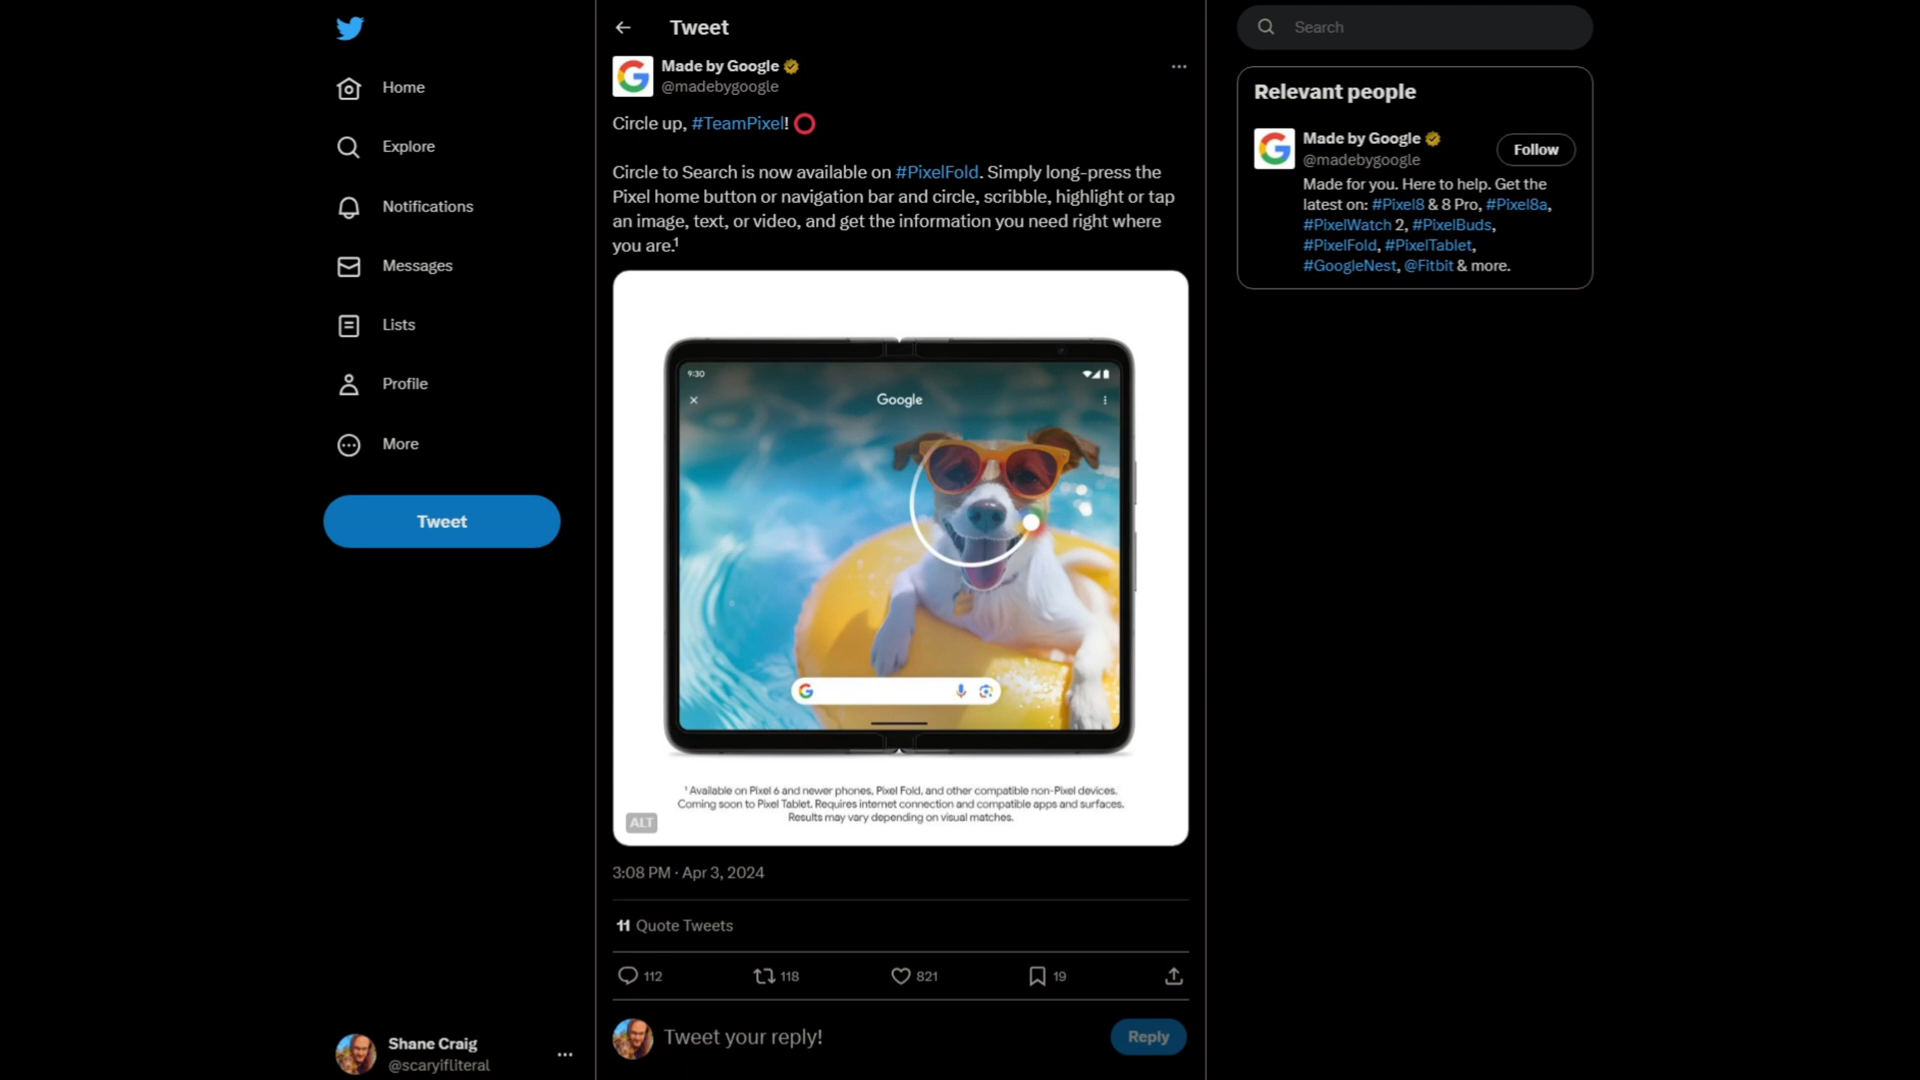 Home
Explore
Notifications
Messages
Lists
Profile
More
Tweet
Shane Craig
@scaryifliteral
Tweet
Made by Google
@madebygoogle
Circle up, #TeamPixel!
Circle to Search is now available on #PixelFold. Simply long-press the
Pixel home button or navigation bar and circle, scribble, highlight or tap
an image, text, or video, and get the information you need right where
you are.¹
9:30
Google
¹ Available on Pixel 6 and newer phones, Pixel Fold, and other compatible non-Pixel devices.
Coming soon to Pixel Tablet. Requires internet connection and compatible apps and surfaces.
Results may vary depending on visual matches.
ALT
3:08 PM · Apr 3, 2024
11 Quote Tweets
112 118 821 19
Tweet your reply!
Reply
Search
Relevant people
Made by Google
@madebygoogle
Follow
Made for you. Here to help. Get the
latest on: #Pixel8 & 8 Pro, #Pixel8a,
#PixelWatch 2, #PixelBuds,
#PixelFold, #PixelTablet,
#GoogleNest, @Fitbit & more.